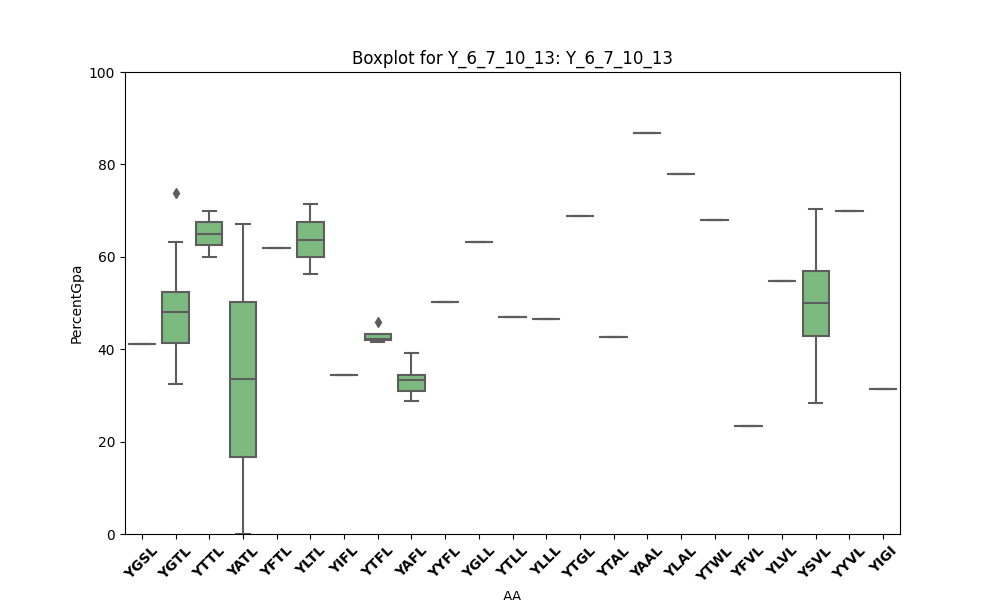 Boxplot for Y_6_7_10_13: Y_6_7_10_13
100
80
60
40
20
0
PercentGpa
YGSL YGTL YTTL YATL YFTL YLTL YIFL YTFL YAFL YYFL YGLL YTLL YLLL YTGL YTAL YAAL YLAL YTWL YFVL YLVL YSVL YYVL YIGI
AA